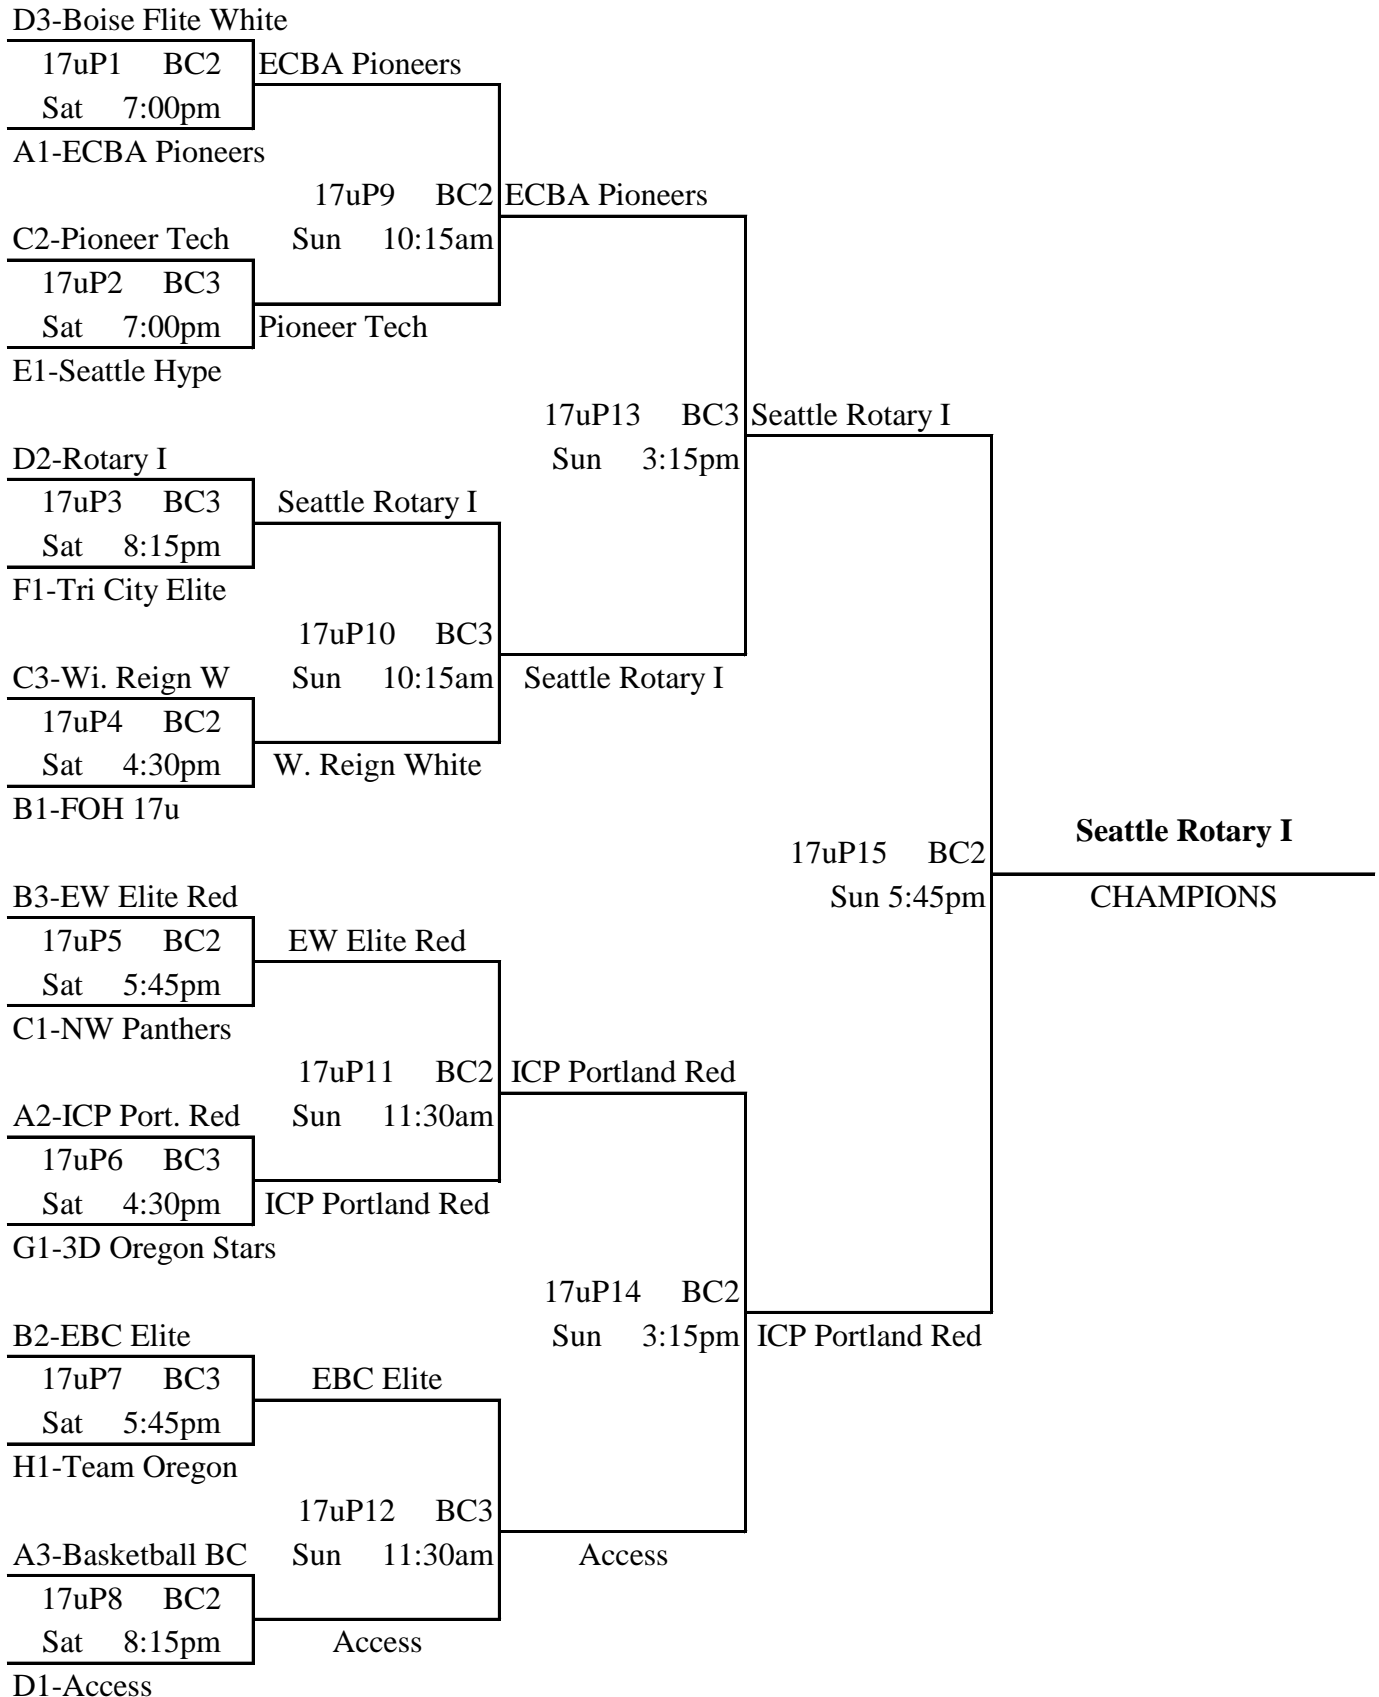 D3-Boise Flite White
17uP1 BC2 ECBA Pioneers
Sat 7:00pm
A1-ECBA Pioneers
17uP9 BC2 ECBA Pioneers
C2-Pioneer Tech Sun 10:15am
17uP2 BC3
Sat 7:00pm Pioneer Tech
E1-Seattle Hype
17uP13 BC3 Seattle Rotary I
D2-Rotary I Sun 3:15pm
17uP3 BC3 Seattle Rotary I
Sat 8:15pm
F1-Tri City Elite
17uP10 BC3
C3-Wi. Reign W Sun 10:15am Seattle Rotary I
17uP4 BC2
Sat 4:30pm W. Reign White
B1-FOH 17u
Seattle Rotary I
17uP15 BC2
B3-EW Elite Red Sun 5:45pm CHAMPIONS
17uP5 BC2 EW Elite Red
Sat 5:45pm
C1-NW Panthers
17uP11 BC2 ICP Portland Red
A2-ICP Port. Red Sun 11:30am
17uP6 BC3
Sat 4:30pm ICP Portland Red
G1-3D Oregon Stars
17uP14 BC2
B2-EBC Elite Sun 3:15pm ICP Portland Red
17uP7 BC3 EBC Elite
Sat 5:45pm
H1-Team Oregon
17uP12 BC3
A3-Basketball BC Sun 11:30am Access
17uP8 BC2
Sat 8:15pm Access
D1-Access